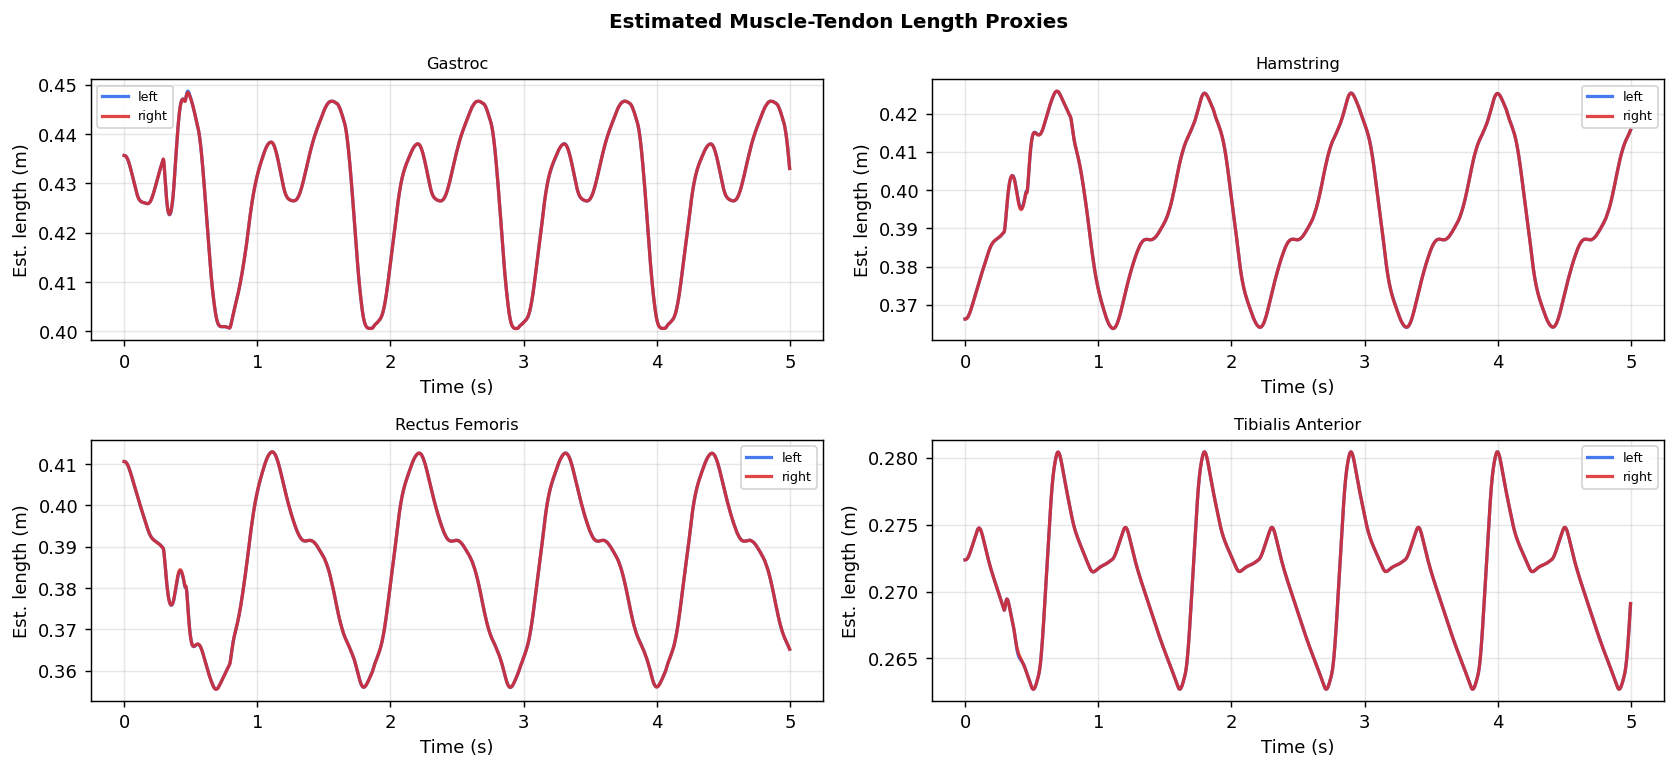 Estimated Muscle-Tendon Length Proxies
Gastroc
Est. length (m)
0.45
0.44
0.43
0.42
0.41
0.40
left
right
0 1 2 3 4 5
Time (s)
Hamstring
Est. length (m)
0.42
0.41
0.40
0.39
0.38
0.37
left
right
0 1 2 3 4 5
Time (s)
Rectus Femoris
Est. length (m)
0.41
0.40
0.39
0.38
0.37
0.36
left
right
0 1 2 3 4 5
Time (s)
Tibialis Anterior
Est. length (m)
0.280
0.275
0.270
0.265
left
right
0 1 2 3 4 5
Time (s)